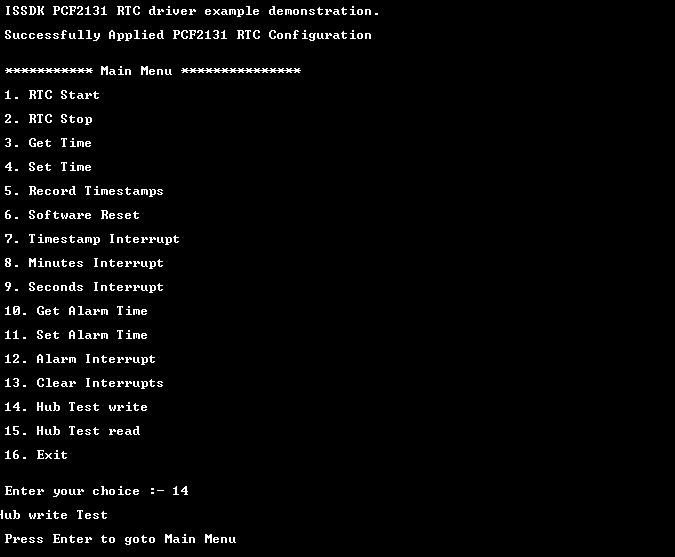 ISSDK PCF2131 RTC driver example demonstration.
Successfully Applied PCF2131 RTC Configuration
*********** Main Menu ***************
1. RTC Start
2. RTC Stop
3. Get Time
4. Set Time
5. Record Timestamps
6. Software Reset
7. Timestamp Interrupt
8. Minutes Interrupt
9. Seconds Interrupt
10. Get Alarm Time
11. Set Alarm Time
12. Alarm Interrupt
13. Clear Interrupts
14. Hub Test write
15. Hub Test read
16. Exit
Enter your choice :- 14
Hub write Test
Press Enter to goto Main Menu